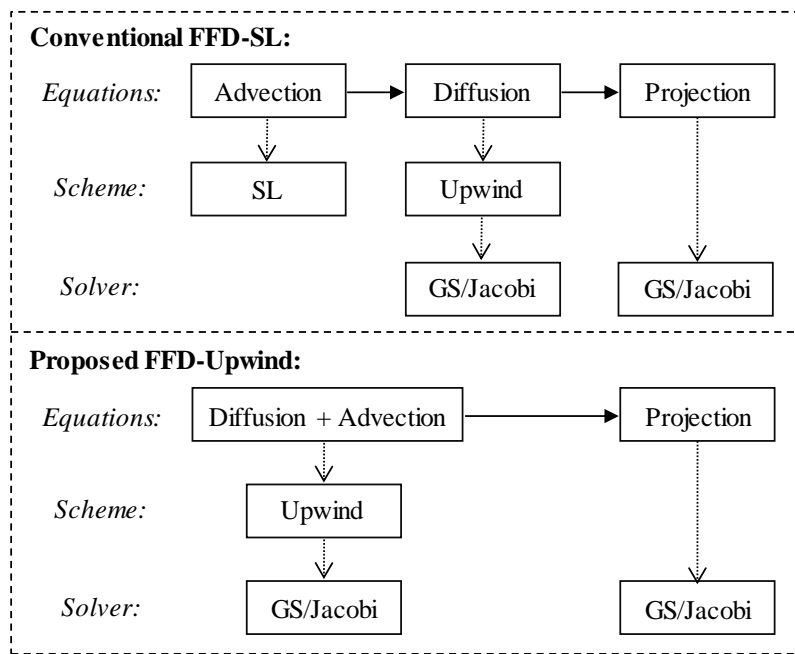 Conventional FFD-SL:
Equations: Advection Diffusion Projection
Scheme: SL Upwind
Solver: GS/Jacobi GS/Jacobi
Proposed FFD-Upwind:
Equations: Diffusion + Advection Projection
Scheme: Upwind
Solver: GS/Jacobi GS/Jacobi